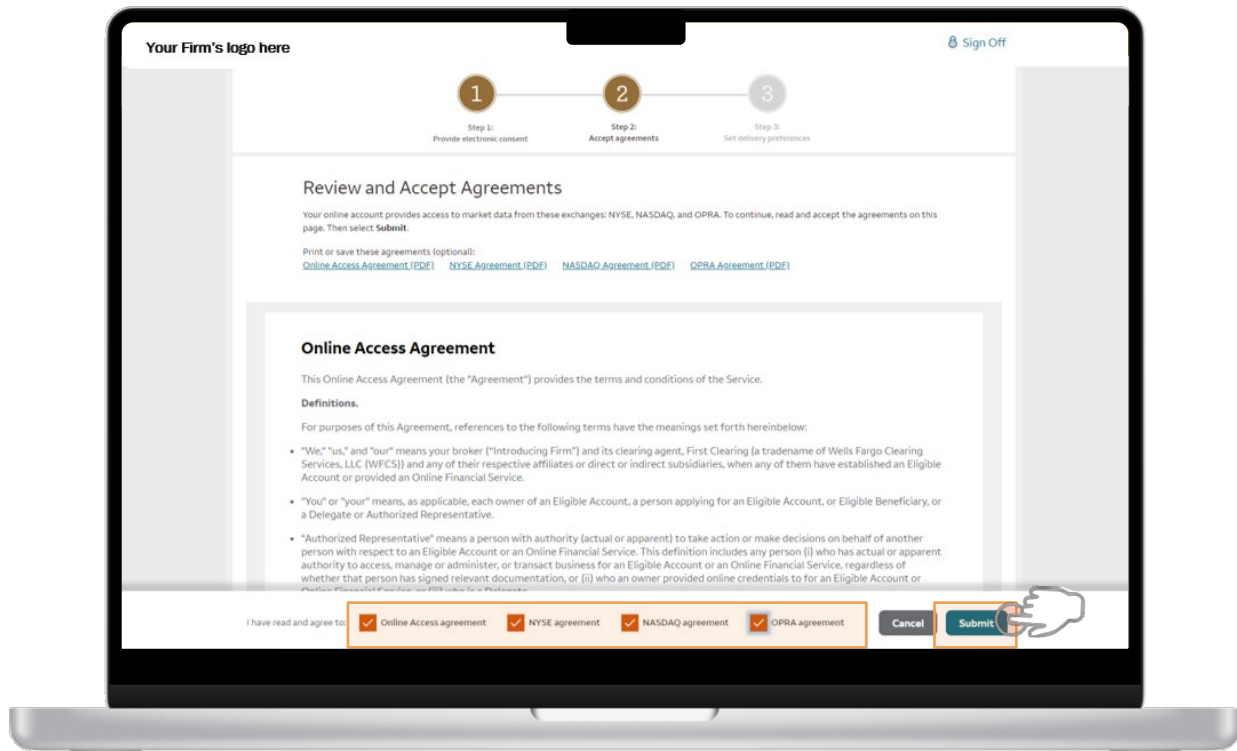 Your Firm's logo here
Sign Off
1
2
3
Step 1:
Provide electronic consent
Step 2:
Accept agreements
Step 3:
Set delivery preferences
Review and Accept Agreements
Your online account provides access to market data from these exchanges: NYSE, NASDAQ, and OPRA. To continue, read and accept the agreements on this
page. Then select Submit.
Print or save these agreements (optional):
Online Access Agreement (PDF) NYSE Agreement (PDF) NASDAQ Agreement (PDF) OPRA Agreement (PDF)
Online Access Agreement
This Online Access Agreement (the "Agreement") provides the terms and conditions of the Service.
Definitions.
For purposes of this Agreement, references to the following terms have the meanings set forth hereinbelow:
• "We," "us," and "our" means your broker ("Introducing Firm") and its clearing agent, First Clearing (a tradename of Wells Fargo Clearing
Services, LLC (WFCS)) and any of their respective affiliates or direct or indirect subsidiaries, when any of them have established an Eligible
Account or provided an Online Financial Service.
• "You" or "your" means, as applicable, each owner of an Eligible Account, a person applying for an Eligible Account, or Eligible Beneficiary, or
a Delegate or Authorized Representative.
• "Authorized Representative" means a person with authority (actual or apparent) to take action or make decisions on behalf of another
person with respect to an Eligible Account or an Online Financial Service. This definition includes any person (i) who has actual or apparent
authority to access, manage or administer, or transact business for an Eligible Account or an Online Financial Service, regardless of
whether that person has signed relevant documentation, or (ii) who an owner provided online credentials to for an Eligible Account or
Online Financial Service, or (iii) who is a Delegate.
I have read and agree to: Online Access agreement NYSE agreement NASDAQ agreement OPRA agreement Cancel Submit